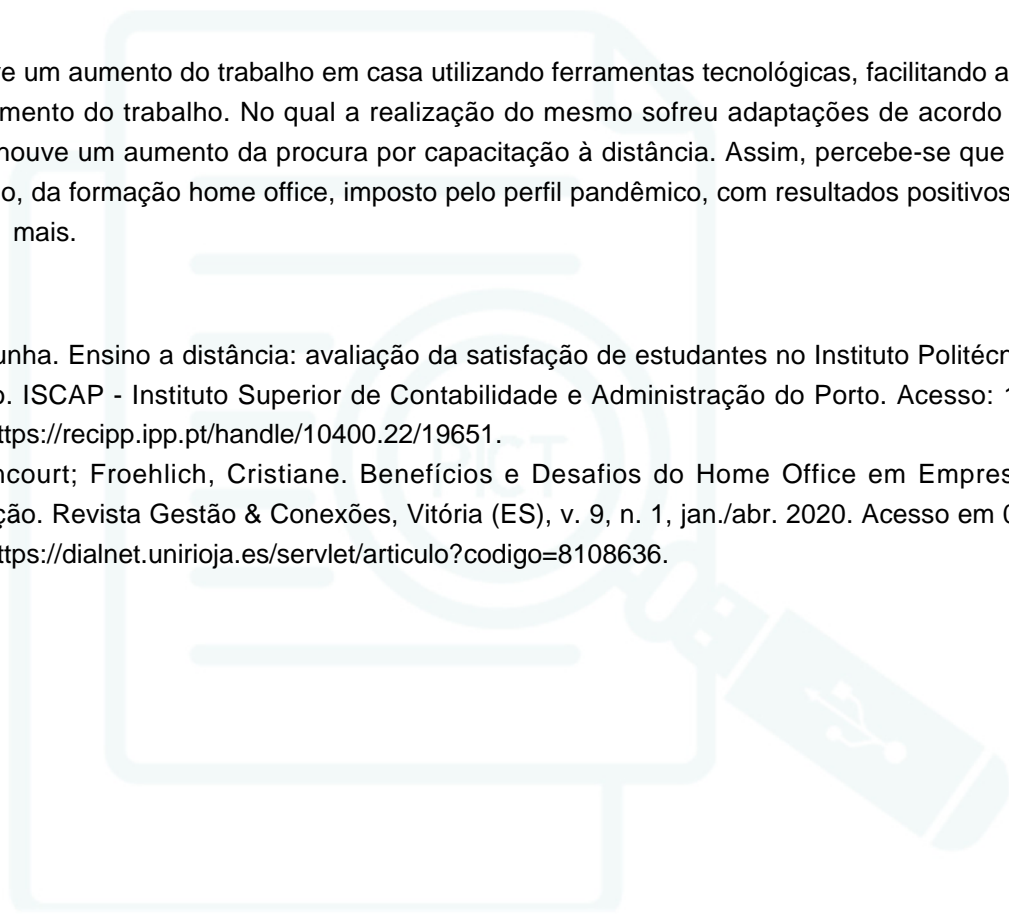 um aumento do trabalho em casa utilizando ferramentas tecnológicas, facilitando a
mento do trabalho. No qual a realização do mesmo sofreu adaptações de acordo
houve um aumento da procura por capacitação à distância. Assim, percebe-se que
o, da formação home office, imposto pelo perfil pandêmico, com resultados positivos
mais.
unha. Ensino a distância: avaliação da satisfação de estudantes no Instituto Politécn
o. ISCAP - Instituto Superior de Contabilidade e Administração do Porto. Acesso: 1
ttps://recipp.ipp.pt/handle/10400.22/19651.
ncourt; Froehlich, Cristiane. Benefícios e Desafios do Home Office em Empres
ção. Revista Gestão & Conexões, Vitória (ES), v. 9, n. 1, jan./abr. 2020. Acesso em 0
ttps://dialnet.unirioja.es/servlet/articulo?codigo=8108636.
PICT